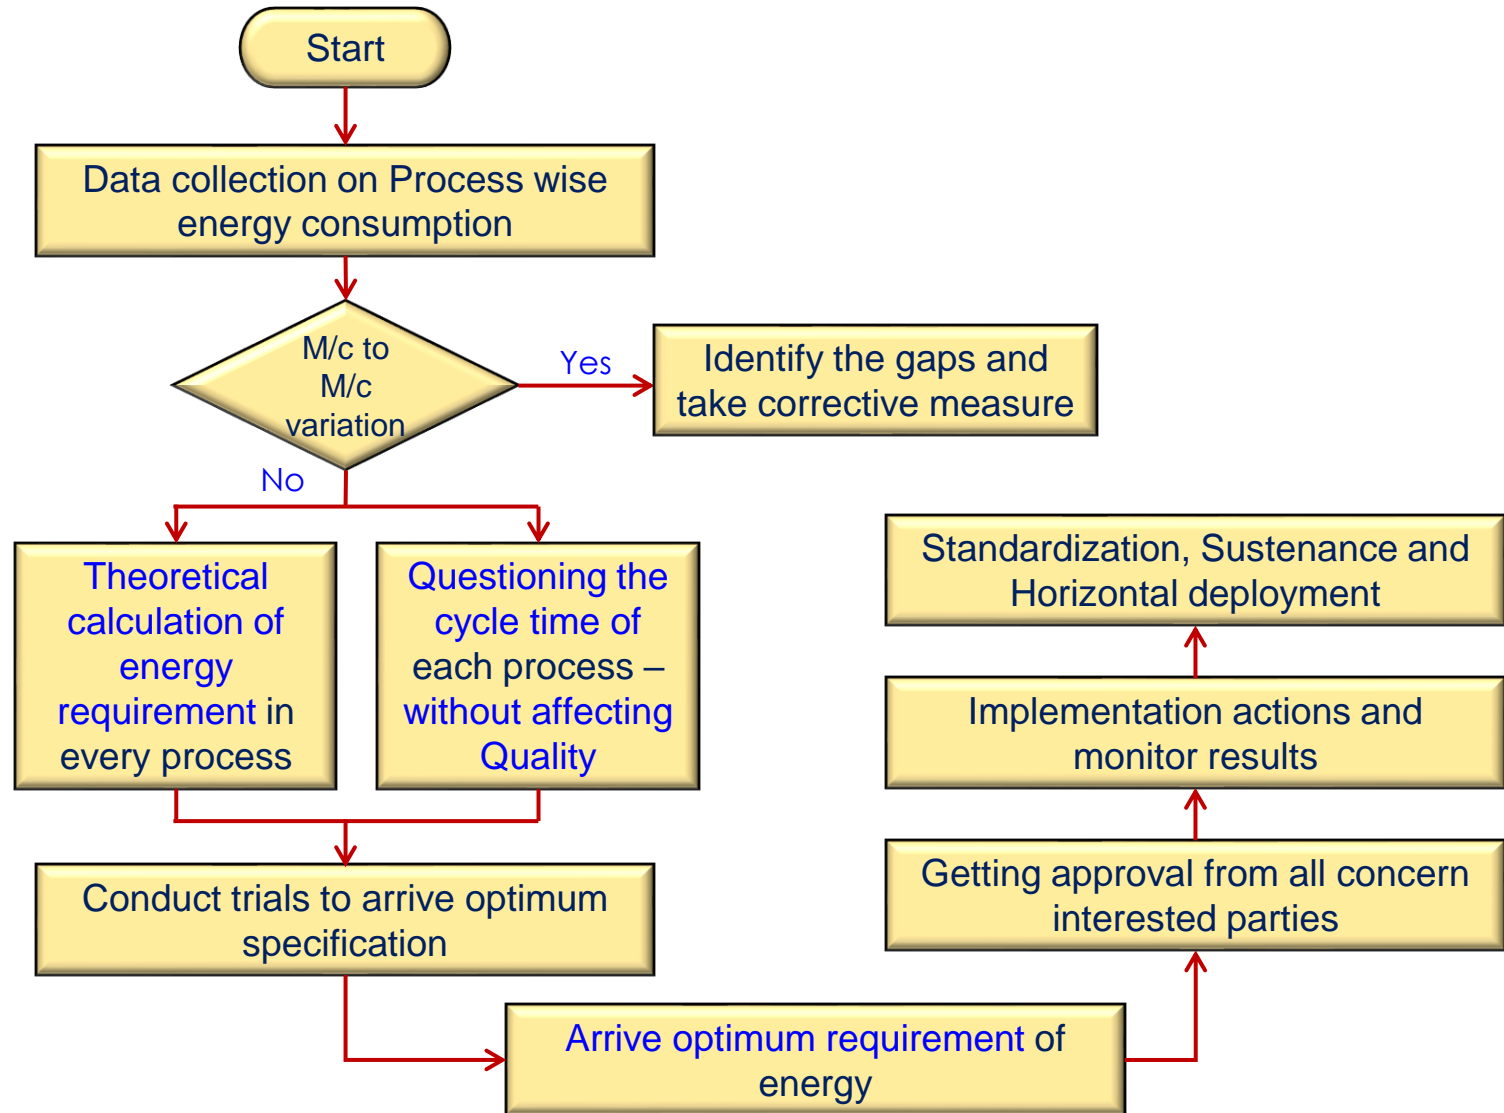 Start
Data collection on Process wise
energy consumption
M/c to
M/c
variation
Yes
Identify the gaps and
take corrective measure
No
Theoretical
calculation of
energy
requirement in
every process
Questioning the
cycle time of
each process –
without affecting
Quality
Conduct trials to arrive optimum
specification
Arrive optimum requirement of
energy
Getting approval from all concern
interested parties
Implementation actions and
monitor results
Standardization, Sustenance and
Horizontal deployment